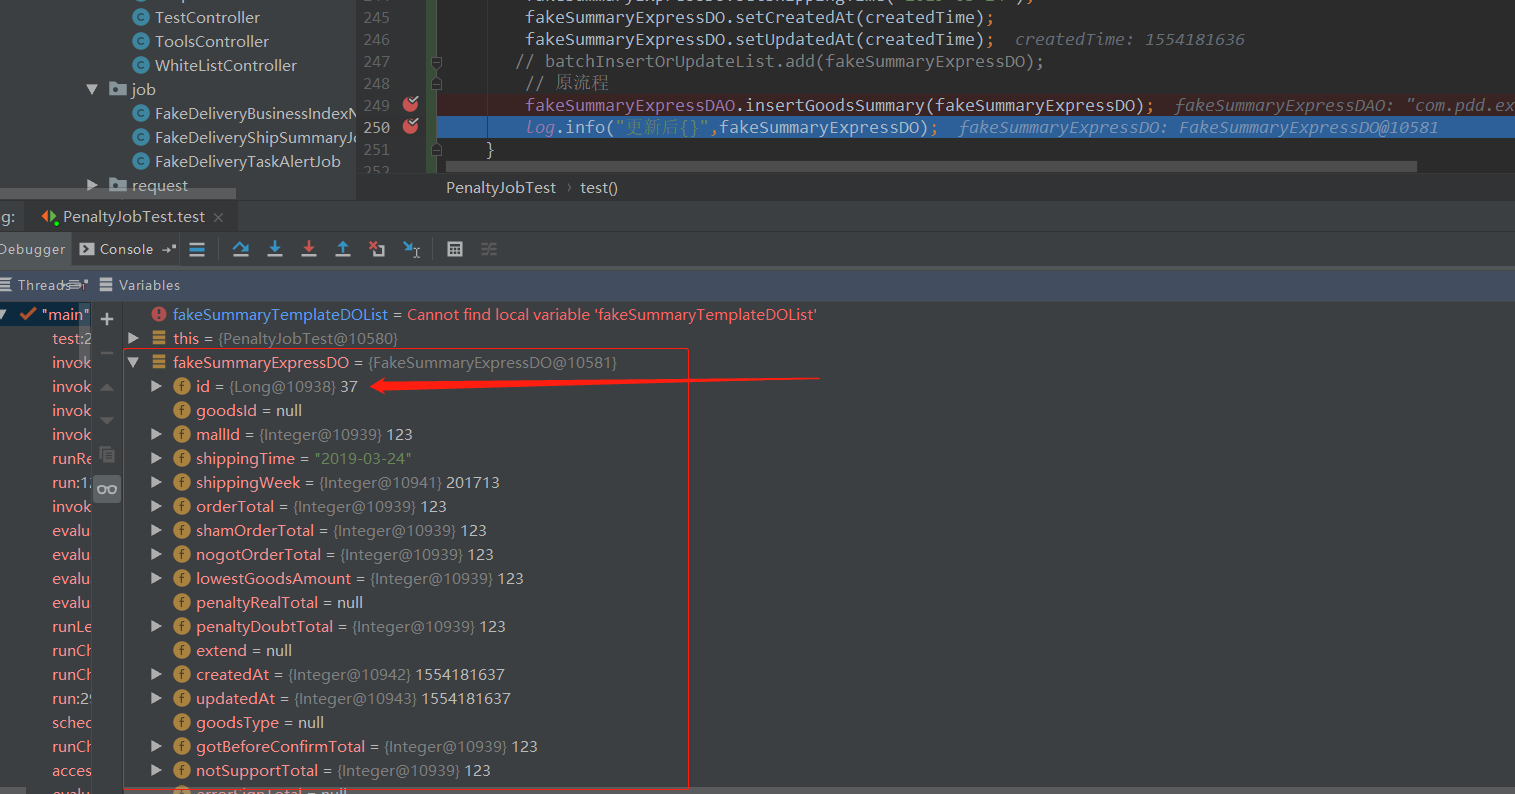 TestController
ToolsController
WhiteListController
job
FakeDeliveryBusinessIndexN
FakeDeliveryShipSummaryJo
FakeDeliveryTaskAlertJob
request
245 fakeSummaryExpressDO.setCreatedAt(createdTime);
246 fakeSummaryExpressDO.setUpdatedAt(createdTime); createdTime: 1554181636
247 // batchInsertOrUpdateList.add(fakeSummaryExpressDO);
248 // 原流程
249 fakeSummaryExpressDAO.insertGoodsSummary(fakeSummaryExpressDO); fakeSummaryExpressDAO: "com.pdd.ex
250 log.info("更新后{}",fakeSummaryExpressDO); fakeSummaryExpressDO: FakeSummaryExpressDO@10581
251 }
252
PenaltyJobTest › test()
g: PenaltyJobTest.test
Debugger Console
Threads Variables
"main"
test:2
invok
invok
invok
invok
runRe
run:12
invok
evalu
evalu
evalu
evalu
runLe
runCh
runCh
run:29
sched
runCh
acces
fakeSummaryTemplateDOList = Cannot find local variable 'fakeSummaryTemplateDOList'
this = {PenaltyJobTest@10580}
fakeSummaryExpressDO = {FakeSummaryExpressDO@10581}
id = {Long@10938} 37
goodsId = null
mallId = {Integer@10939} 123
shippingTime = "2019-03-24"
shippingWeek = {Integer@10941} 201713
orderTotal = {Integer@10939} 123
shamOrderTotal = {Integer@10939} 123
nogotOrderTotal = {Integer@10939} 123
lowestGoodsAmount = {Integer@10939} 123
penaltyRealTotal = null
penaltyDoubtTotal = {Integer@10939} 123
extend = null
createdAt = {Integer@10942} 1554181637
updatedAt = {Integer@10943} 1554181637
goodsType = null
gotBeforeConfirmTotal = {Integer@10939} 123
notSupportTotal = {Integer@10939} 123